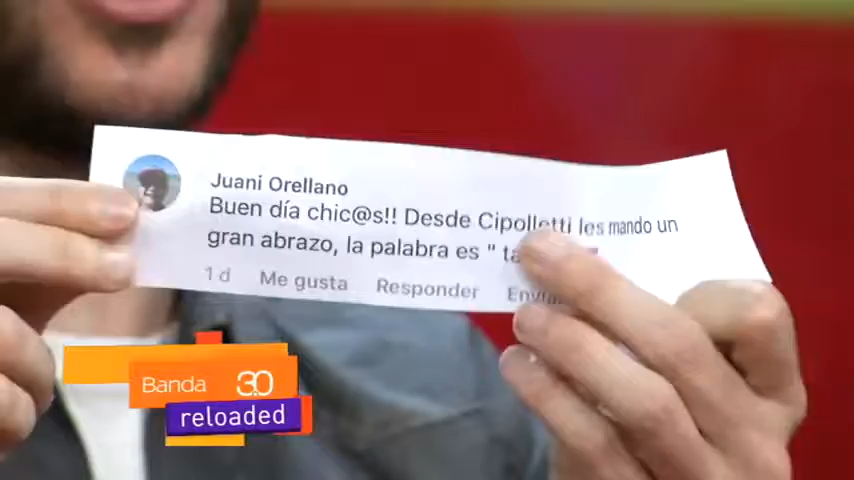 Juani Orellano
Buen día chic@s!! Desde Cipolletti les mando un
gran abrazo, la palabra es " ta
1 d Me gusta Responder
Banda 3.0
reloaded